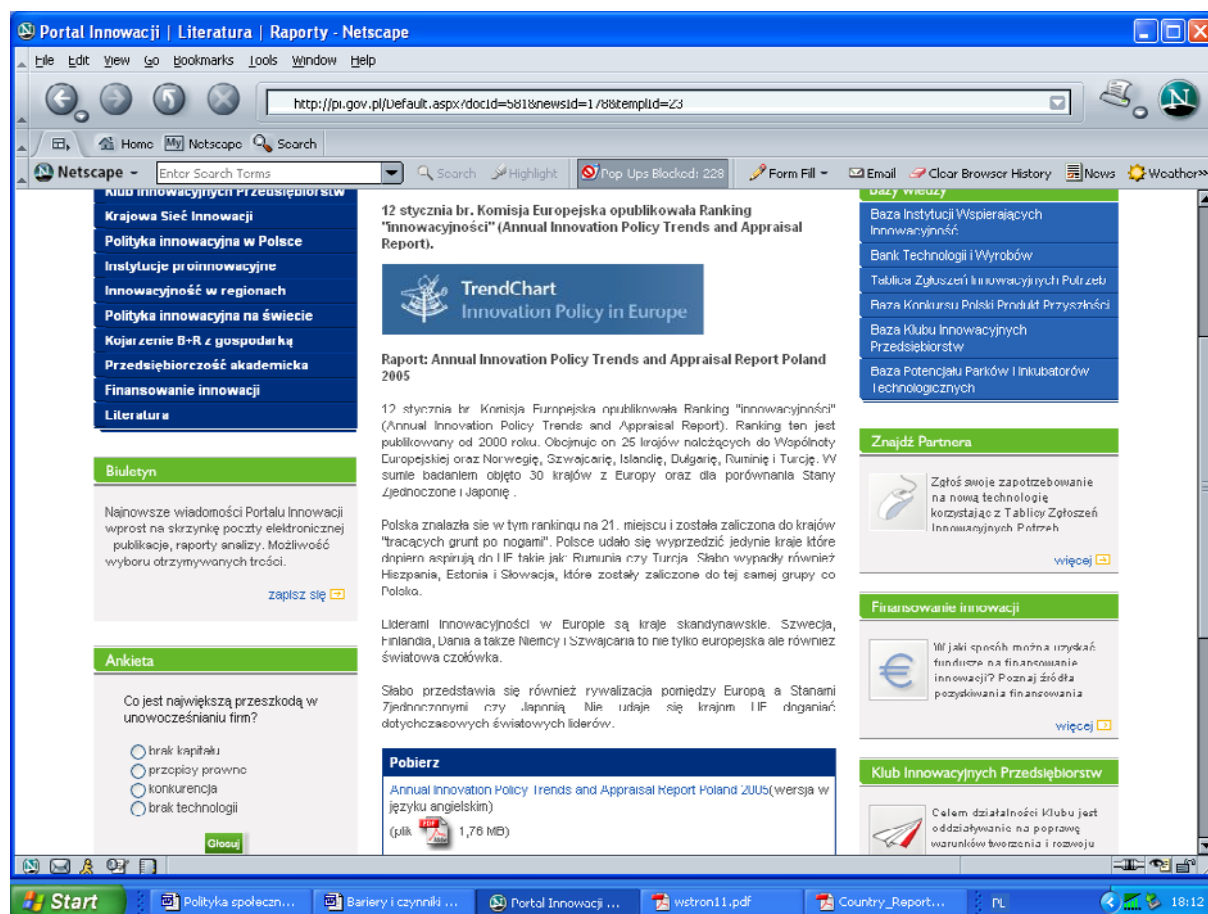 Portal Innowacji | Literatura | Raporty - Netscape
File Edit View Go Bookmarks Tools Window Help
http://pi.gov.pl/Default.aspx?docId=581&newsId=178&templId=23
Home My Netscape Search
Netscape Enter Search Terms Search Highlight Pop Ups Blocked: 228 Form Fill Email Clear Browser History News Weather
Klub Innowacyjnych Przedsiębiorstw
Krajowa Sieć Innowacji
Polityka innowacyjna w Polsce
Instytucje proinnowacyjne
Innowacyjność w regionach
Polityka innowacyjna na świecie
Kojarzenie B+R z gospodarką
Przedsiębiorczość akademicka
Finansowanie innowacji
Literatura
Biuletyn
Najnowsze wiadomości Portalu Innowacji
wprost na skrzynkę poczty elektronicznej
publikacje, raporty analizy. Możliwość
wyboru otrzymywanych treści.
zapisz się
Ankieta
Co jest największą przeszkodą w
unowocześnianiu firm?
brak kapitału
przepisy prawne
konkurencja
brak technologii
Głosuj
12 stycznia br. Komisja Europejska opublikowała Ranking
"innowacyjności" (Annual Innovation Policy Trends and Appraisal
Report).
TrendChart
Innovation Policy in Europe
Raport: Annual Innovation Policy Trends and Appraisal Report Poland
2005
12 stycznia br. Komisja Europejska opublikowała Ranking "innowacyjności"
(Annual Innovation Policy Trends and Appraisal Report). Ranking ten jest
publikowany od 2000 roku. Obejmuje on 25 krajów należących do Wspólnoty
Europejskiej oraz Norwegię, Szwajcarię, Islandię, Bułgarię, Ruminię i Turcję. W
sumie badaniem objęto 30 krajów z Europy oraz dla porównania Stany
Zjednoczone i Japonię .
Polska znalazła sie w tym rankingu na 21. miejscu i została zaliczona do krajów
"tracących grunt po nogami". Polsce udało się wyprzedzić jedynie kraje które
dopiero aspirują do UE takie jak: Rumunia czy Turcja. Słabo wypadły również
Hiszpania, Estonia i Słowacja, które zostały zaliczone do tej samej grupy co
Polska.
Liderami Innowacyjności w Europie są kraje skandynawskie. Szwecja,
Finlandia, Dania a także Niemcy i Szwajcaria to nie tylko europejska ale również
światowa czołówka.
Słabo przedstawia się również rywalizacja pomiędzy Europą a Stanami
Zjednoczonymi czy Japonią. Nie udaje się krajom UE doganiać
dotychczasowych światowych liderów.
Pobierz
Annual Innovation Policy Trends and Appraisal Report Poland 2005(wersja w
języku angielskim)
(plik PDF 1,76 MB)
Bazy wiedzy
Baza Instytucji Wspierających
Innowacyjność
Bank Technologii i Wyrobów
Tablica Zgłoszeń Innowacyjnych Potrzeb
Baza Konkursu Polski Produkt Przyszłości
Baza Klubu Innowacyjnych
Przedsiębiorstw
Baza Potencjału Parków i Inkubatorów
Technologicznych
Znajdź Partnera
Zgłoś swoje zapotrzebowanie
na nową technologię
korzystając z Tablicy Zgłoszeń
Innowacyjnych Potrzeb
więcej
Finansowanie innowacji
W jaki sposób można uzyskać
fundusze na finansowanie
innowacji? Poznaj źródła
pozyskiwania finansowania
więcej
Klub Innowacyjnych Przedsiębiorstw
Celem działalności Klubu jest
oddziaływanie na poprawę
warunków tworzenia i rozwoju
Start Polityka społeczn... Bariery i czynniki ... Portal Innowacji ... wstron11.pdf Country_Report... PL 18:12